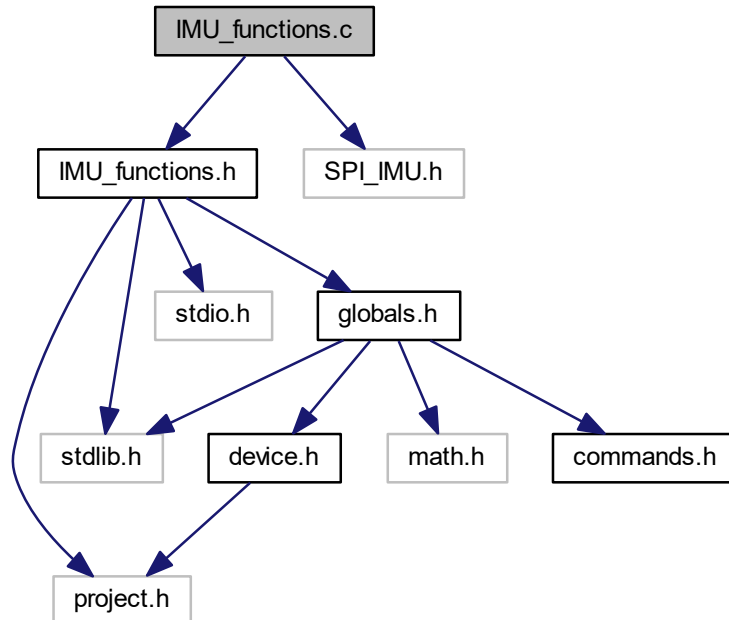 IMU_functions.c
IMU_functions.h
SPI_IMU.h
stdio.h
globals.h
stdlib.h
device.h
math.h
commands.h
project.h